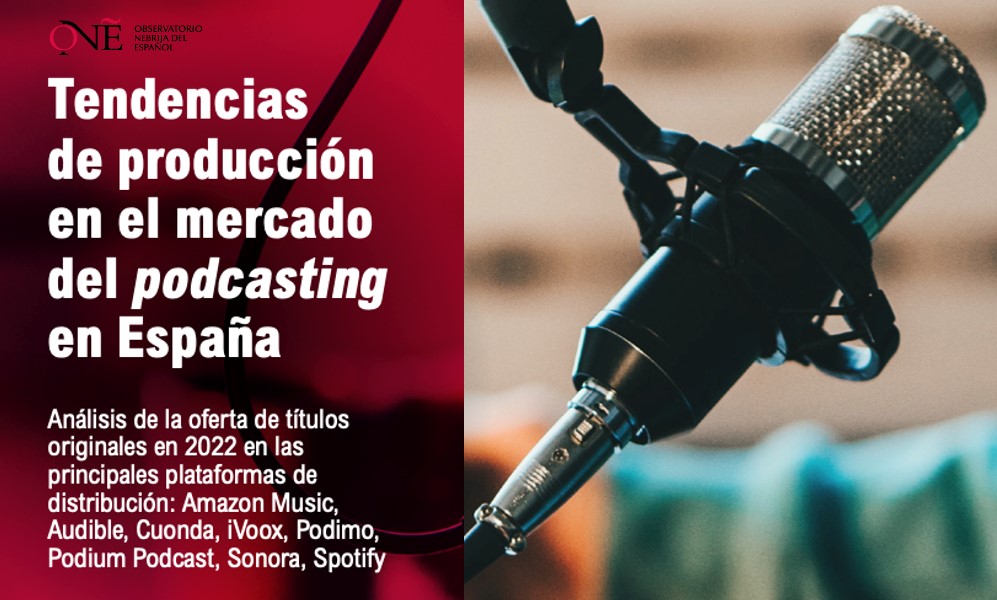 ONÉ
OBSERVATORIO
NEBRIJA DEL
ESPAÑOL
Tendencias
de producción
en el mercado
del podcasting
en España
Análisis de la oferta de títulos
originales en 2022 en las
principales plataformas de
distribución: Amazon Music,
Audible, Cuonda, iVoox, Podimo,
Podium Podcast, Sonora, Spotify